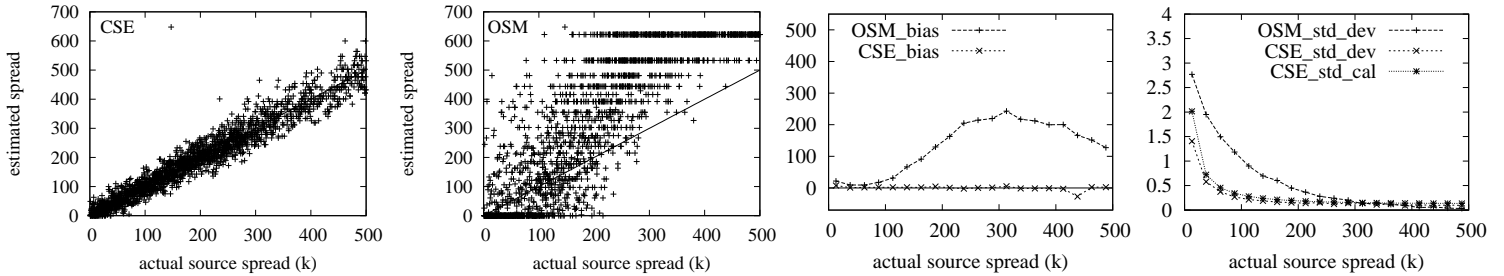 700
600
500
400
300
200
100
0
estimated spread
CSE
0 100 200 300 400 500
actual source spread (k)
700
600
500
400
300
200
100
0
estimated spread
OSM
0 100 200 300 400 500
actual source spread (k)
500
400
300
200
100
0
OSM_bias
CSE_bias
0 100 200 300 400 500
actual source spread (k)
4
3.5
3
2.5
2
1.5
1
0.5
0
OSM_std_dev
CSE_std_dev
CSE_std_cal
0 100 200 300 400 500
actual source spread (k)